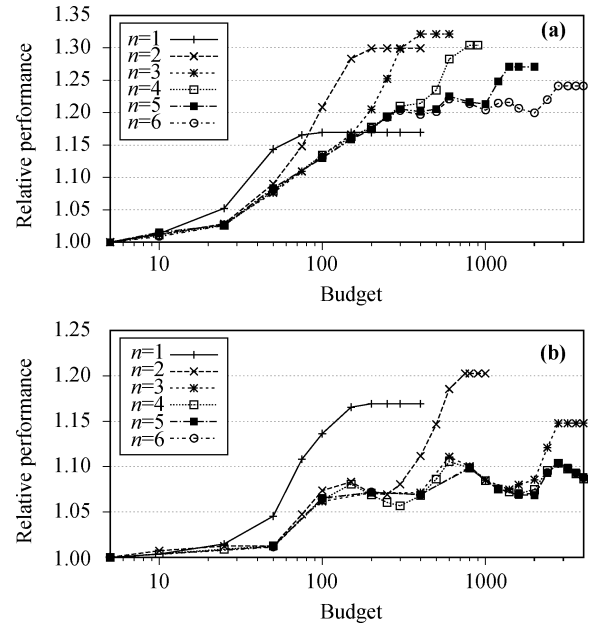 (a)
1.35
1.30
1.25
1.20
1.15
1.10
1.05
1.00
Relative performance
n=1
n=2
n=3
n=4
n=5
n=6
10
100
1000
Budget
(b)
1.25
1.20
1.15
1.10
1.05
1.00
Relative performance
n=1
n=2
n=3
n=4
n=5
n=6
10
100
1000
Budget